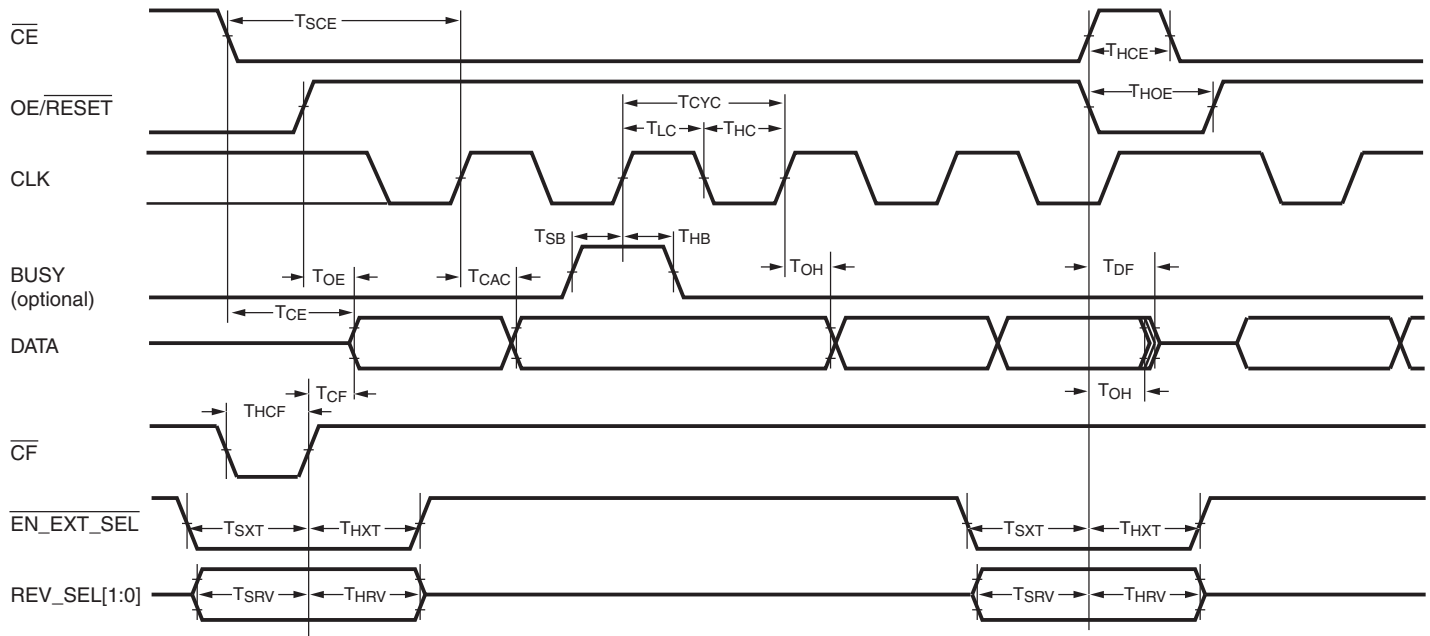 CE
TSCE
THCE
OE/RESET
THOE
TCYC
TLC
THC
CLK
TSB
THB
BUSY
(optional)
TOE
TCAC
TOH
TDF
TCE
DATA
TCF
TOH
THCF
CF
EN_EXT_SEL
TSXT
THXT
TSXT
THXT
REV_SEL[1:0]
TSRV
THRV
TSRV
THRV